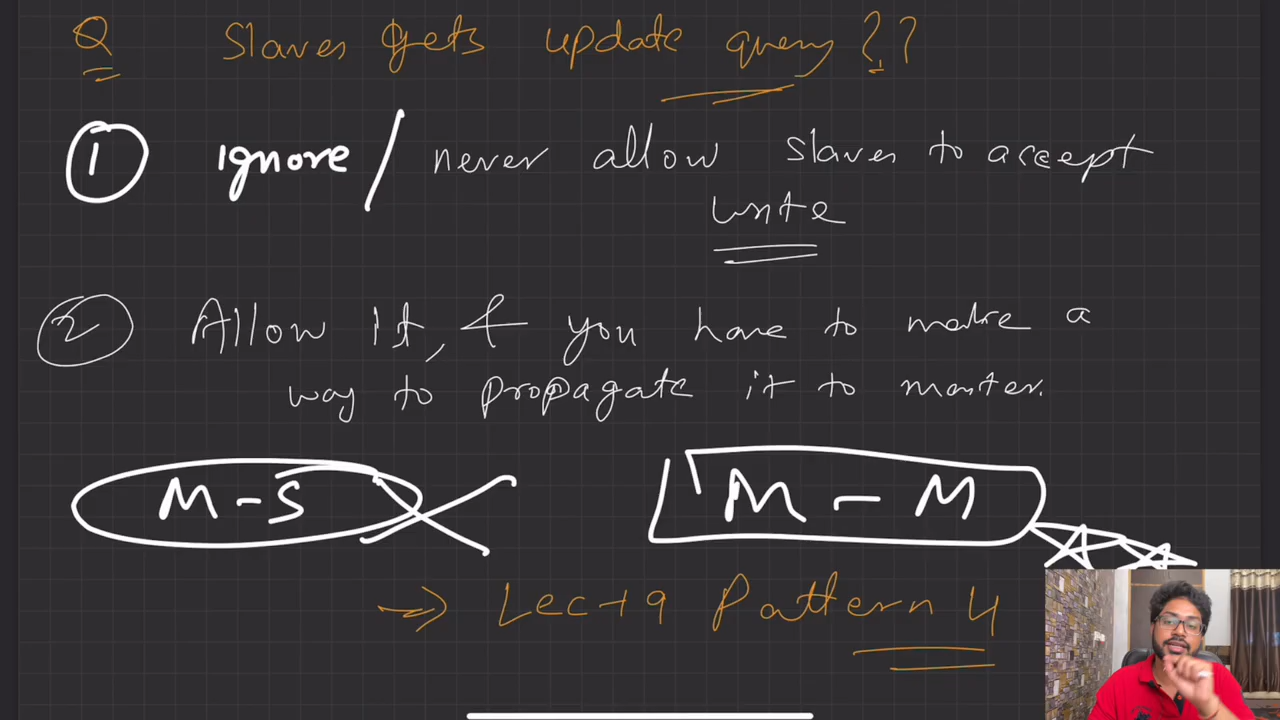 Q Slaves gets update query??
1 ignore / never allow slaves to accept
write
2 Allow it, & you have to make a
way to propagate it to master.
M - S M - M
→ Lec-19 Pattern 4